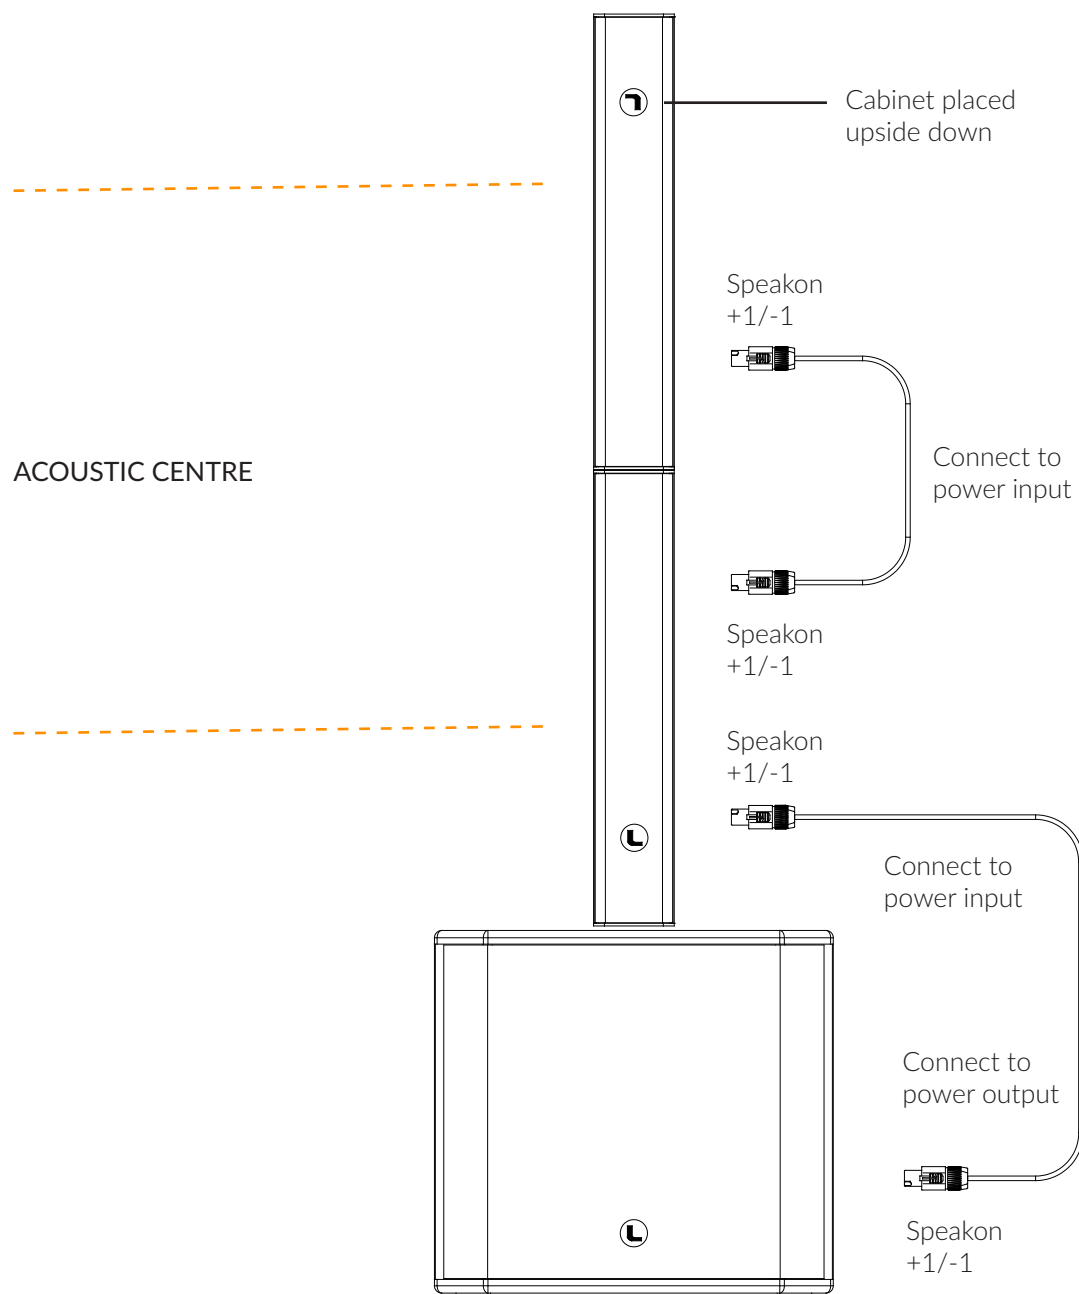 Cabinet placed
upside down
Speakon
+1/-1
Connect to
power input
ACOUSTIC CENTRE
Speakon
+1/-1
Speakon
+1/-1
Connect to
power input
Connect to
power output
Speakon
+1/-1